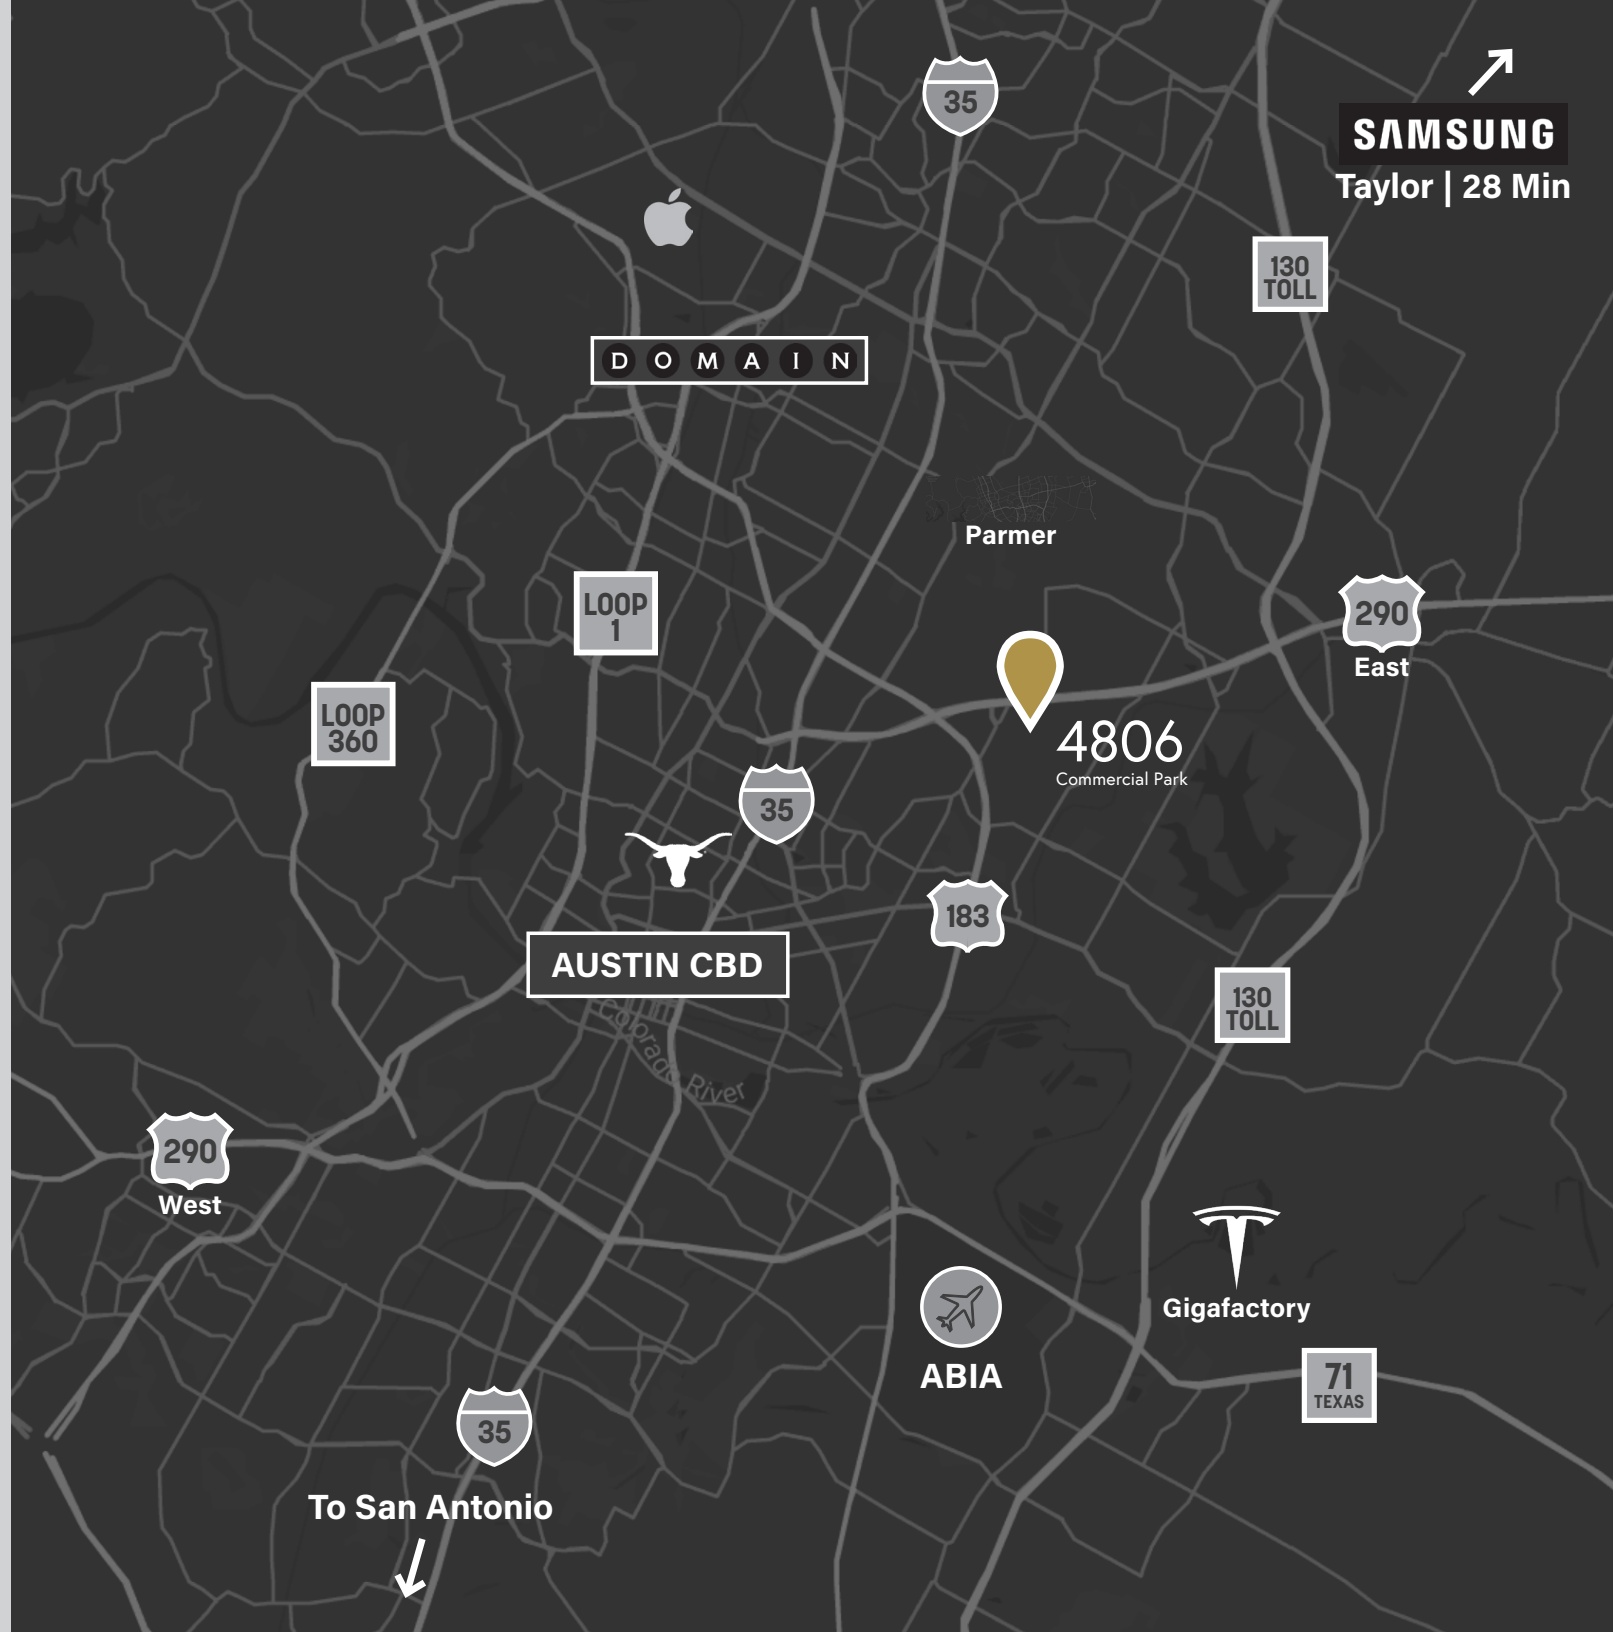 35
SAMSUNG
Taylor | 28 Min
130
TOLL
DOMAIN
Parmer
LOOP
1
290
East
LOOP
360
4806
Commercial Park
35
183
AUSTIN CBD
130
TOLL
Colorado River
290
West
Gigafactory
ABIA
71
TEXAS
35
To San Antonio